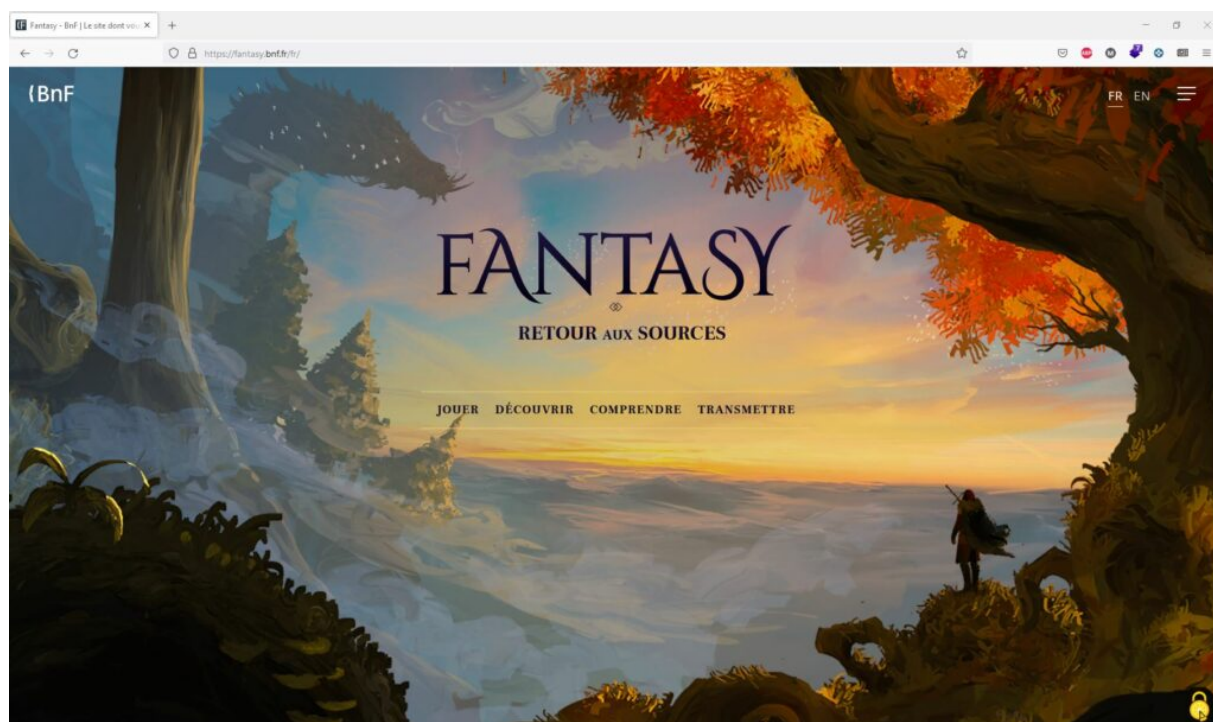 Fantasy - BnF | Le site dont vou
https://fantasy.bnf.fr/fr/
BnF
FR EN
FANTASY
RETOUR AUX SOURCES
JOUER DÉCOUVRIR COMPRENDRE TRANSMETTRE